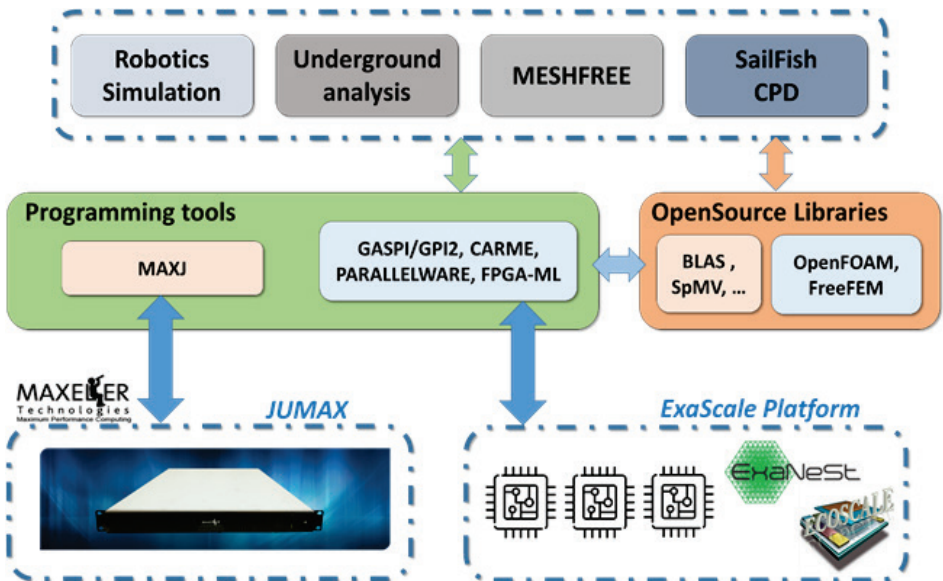 Robotics
Simulation
Underground
analysis
MESHFREE
SailFish
CPD
Programming tools
MAXJ
GASPI/GPI2, CARME,
PARALLELWARE, FPGA-ML
OpenSource Libraries
BLAS ,
SpMV, ...
OpenFOAM,
FreeFEM
MAXELER
Technologies
Maximum Performance Computing
JUMAX
ExaScale Platform
ExaNeSt
ECOSCALE